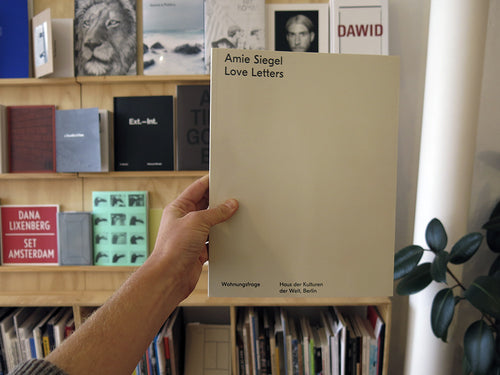 DAWID
Amie Siegel
Love Letters
Ext.—Int.
DANA
LIXENBERG
SET
AMSTERDAM
Wohnungsfrage
Haus der Kulturen
der Welt, Berlin